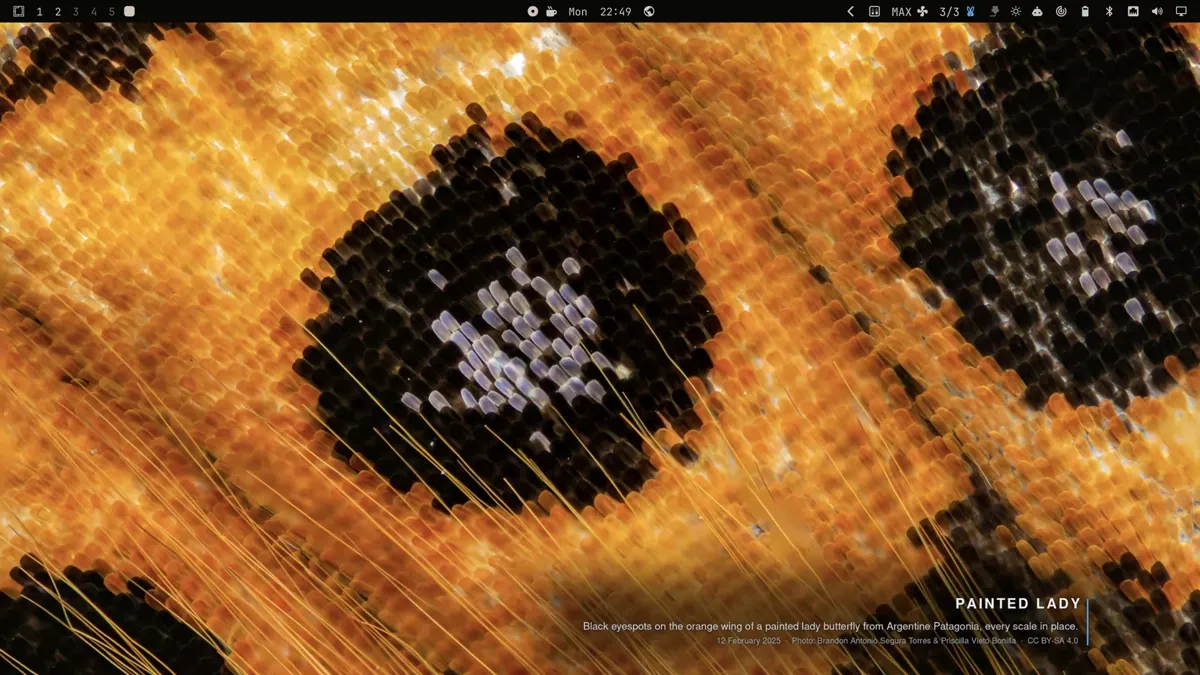 1 2 3 4 5
Mon 22:49
MAX 3/3
PAINTED LADY
Black eyespots on the orange wing of a painted lady butterfly from Argentine Patagonia, every scale in place.
12 February 2025 · Photo: Brandon Antonio Segura Torres & Priscilla Vieto Bonilla · CC BY-SA 4.0